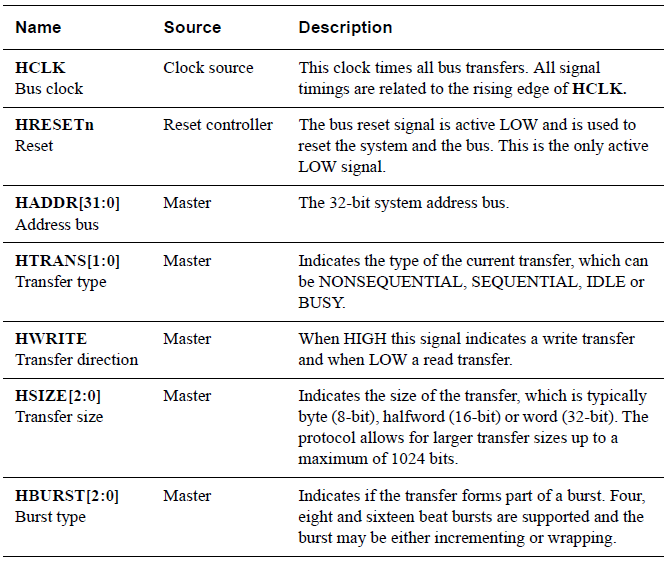 Name Source Description
HCLK Clock source This clock times all bus transfers. All signal
Bus clock timings are related to the rising edge of HCLK.
HRESETn Reset controller The bus reset signal is active LOW and is used to
Reset reset the system and the bus. This is the only active
LOW signal.
HADDR[31:0] Master The 32-bit system address bus.
Address bus
HTRANS[1:0] Master Indicates the type of the current transfer, which can
Transfer type be NONSEQUENTIAL, SEQUENTIAL, IDLE or
BUSY.
HWRITE Master When HIGH this signal indicates a write transfer
Transfer direction and when LOW a read transfer.
HSIZE[2:0] Master Indicates the size of the transfer, which is typically
Transfer size byte (8-bit), halfword (16-bit) or word (32-bit). The
protocol allows for larger transfer sizes up to a
maximum of 1024 bits.
HBURST[2:0] Master Indicates if the transfer forms part of a burst. Four,
Burst type eight and sixteen beat bursts are supported and the
burst may be either incrementing or wrapping.